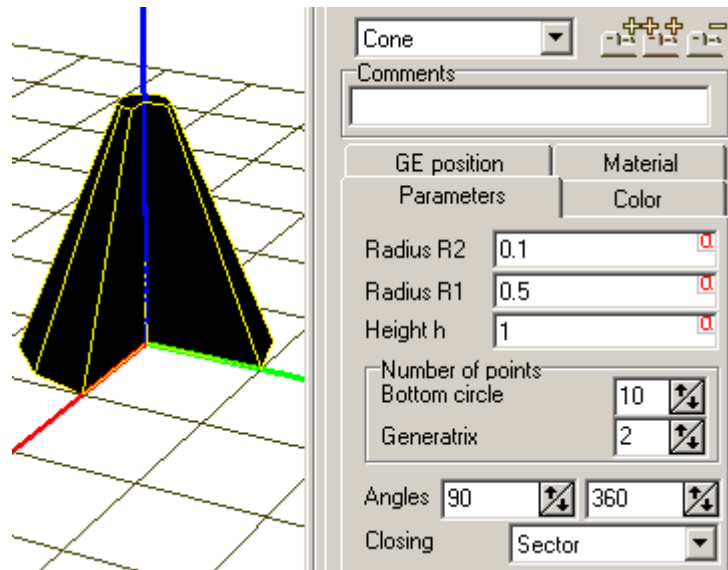 Cone
Comments
GE position Material
Parameters Color
Radius R2 0.1 α
Radius R1 0.5 α
Height h 1 α
Number of points
Bottom circle 10
Generatrix 2
Angles 90 360
Closing Sector